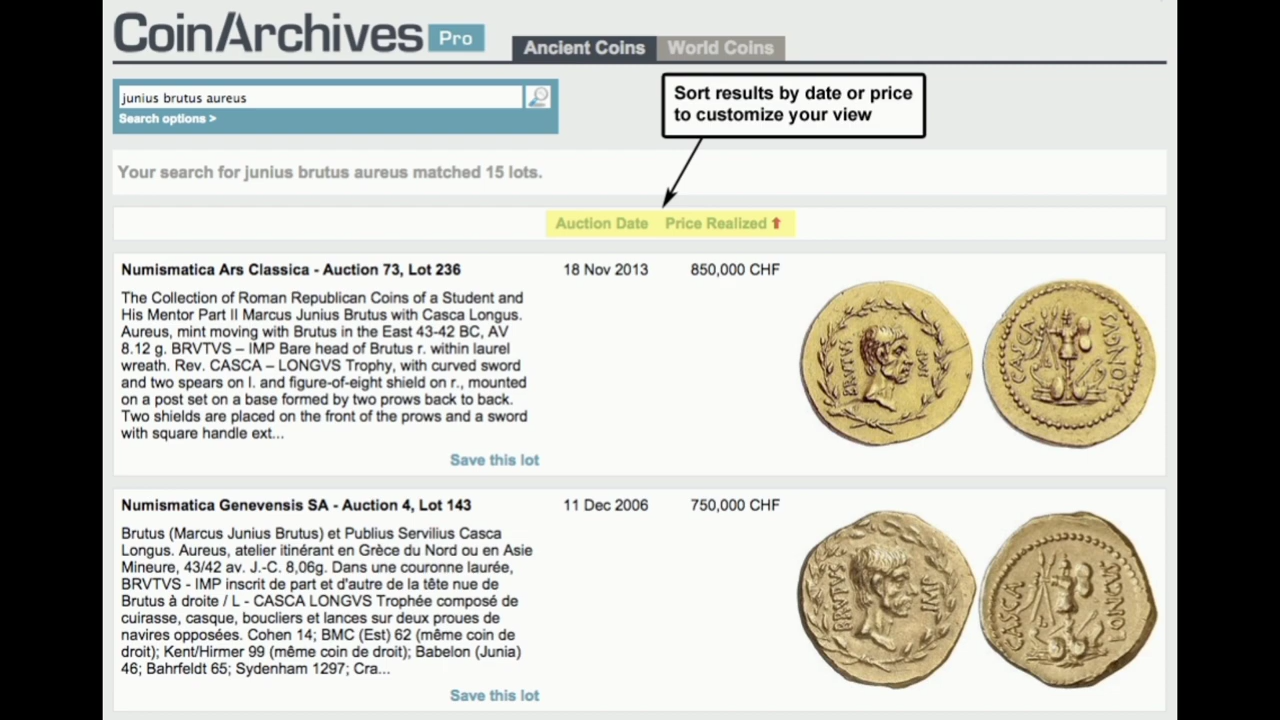 CoinArchives Pro
Ancient Coins World Coins
junius brutus aureus
Search options >
Sort results by date or price
to customize your view
Your search for junius brutus aureus matched 15 lots.
Auction Date Price Realized
Numismatica Ars Classica - Auction 73, Lot 236 18 Nov 2013 850,000 CHF
The Collection of Roman Republican Coins of a Student and
His Mentor Part II Marcus Junius Brutus with Casca Longus.
Aureus, mint moving with Brutus in the East 43-42 BC, AV
8.12 g. BRVTVS – IMP Bare head of Brutus r. within laurel
wreath. Rev. CASCA – LONGVS Trophy, with curved sword
and two spears on l. and figure-of-eight shield on r., mounted
on a post set on a base formed by two prows back to back.
Two shields are placed on the front of the prows and a sword
with square handle ext...
BRVTVS IMP
CASCA LONGVS
Save this lot
Numismatica Genevensis SA - Auction 4, Lot 143 11 Dec 2006 750,000 CHF
Brutus (Marcus Junius Brutus) et Publius Servilius Casca
Longus. Aureus, atelier itinérant en Grèce du Nord ou en Asie
Mineure, 43/42 av. J.-C. 8,06g. Dans une couronne laurée,
BRVTVS - IMP inscrit de part et d'autre de la tête nue de
Brutus à droite / L - CASCA LONGVS Trophée composé de
cuirasse, casque, boucliers et lances sur deux proues de
navires opposées. Cohen 14; BMC (Est) 62 (même coin de
droit); Kent/Hirmer 99 (même coin de droit); Babelon (Junia)
46; Bahrfeldt 65; Sydenham 1297; Cra...
BRVTVS IMP
CASCA LONGVS
Save this lot